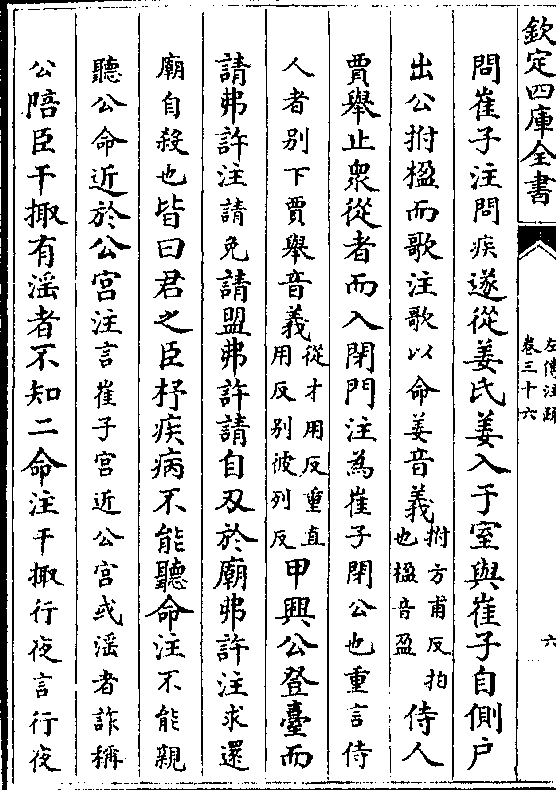 欽定四庫全書
左傳注疏
卷三十六
六
問崔子注問疾遂從姜氏姜入于室與崔子自側户
出公拊楹而歌注歌以命姜音義拊方甫反拍也楹音盈侍人
賈舉止衆從者而入閉門注為崔子閉公也重言侍
人者别下賈舉音義從才用反重直用反别彼列反甲興公登臺而
請弗許注請免請盟弗許請自刃於廟弗許注求還
廟自殺也皆曰君之臣杼疾病不能聽命注不能親
聽公命近於公宫注言崔子宫近公宫或淫者詐稱
公陪臣干掫有淫者不知二命注干掫行夜言行夜